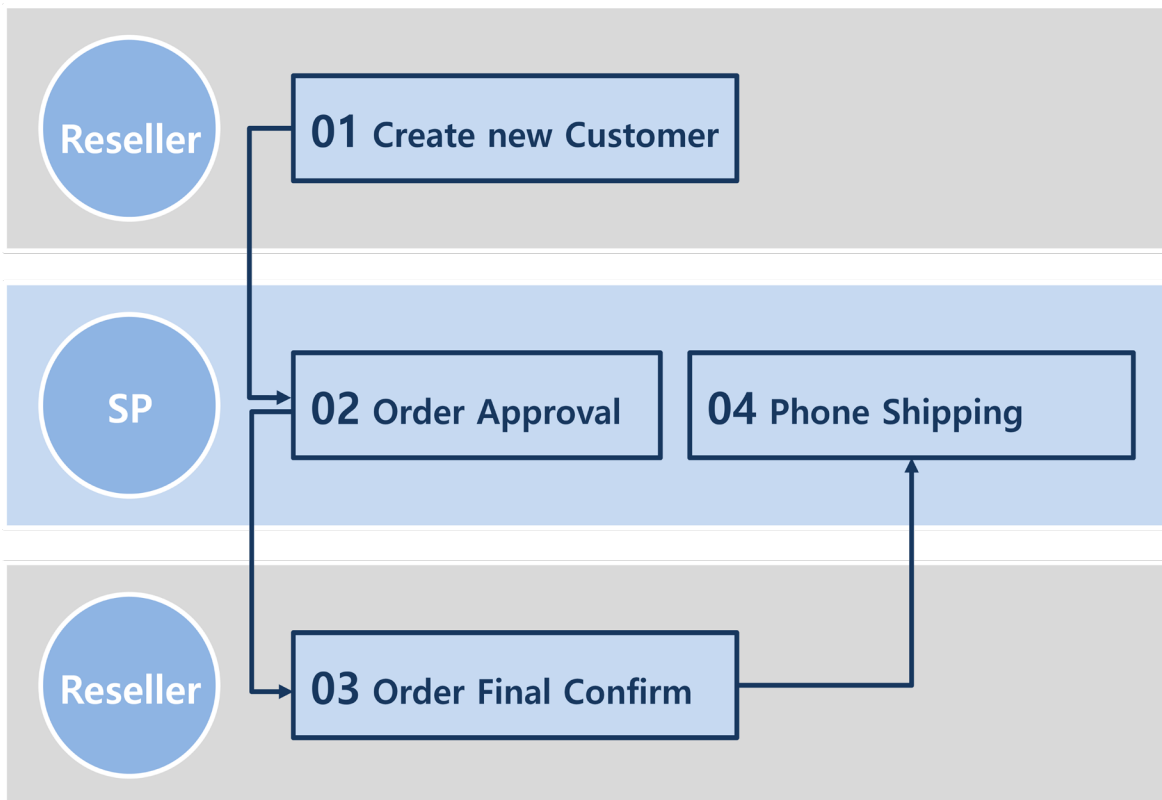 Reseller
01 Create new Customer
SP
02 Order Approval
04 Phone Shipping
Reseller
03 Order Final Confirm